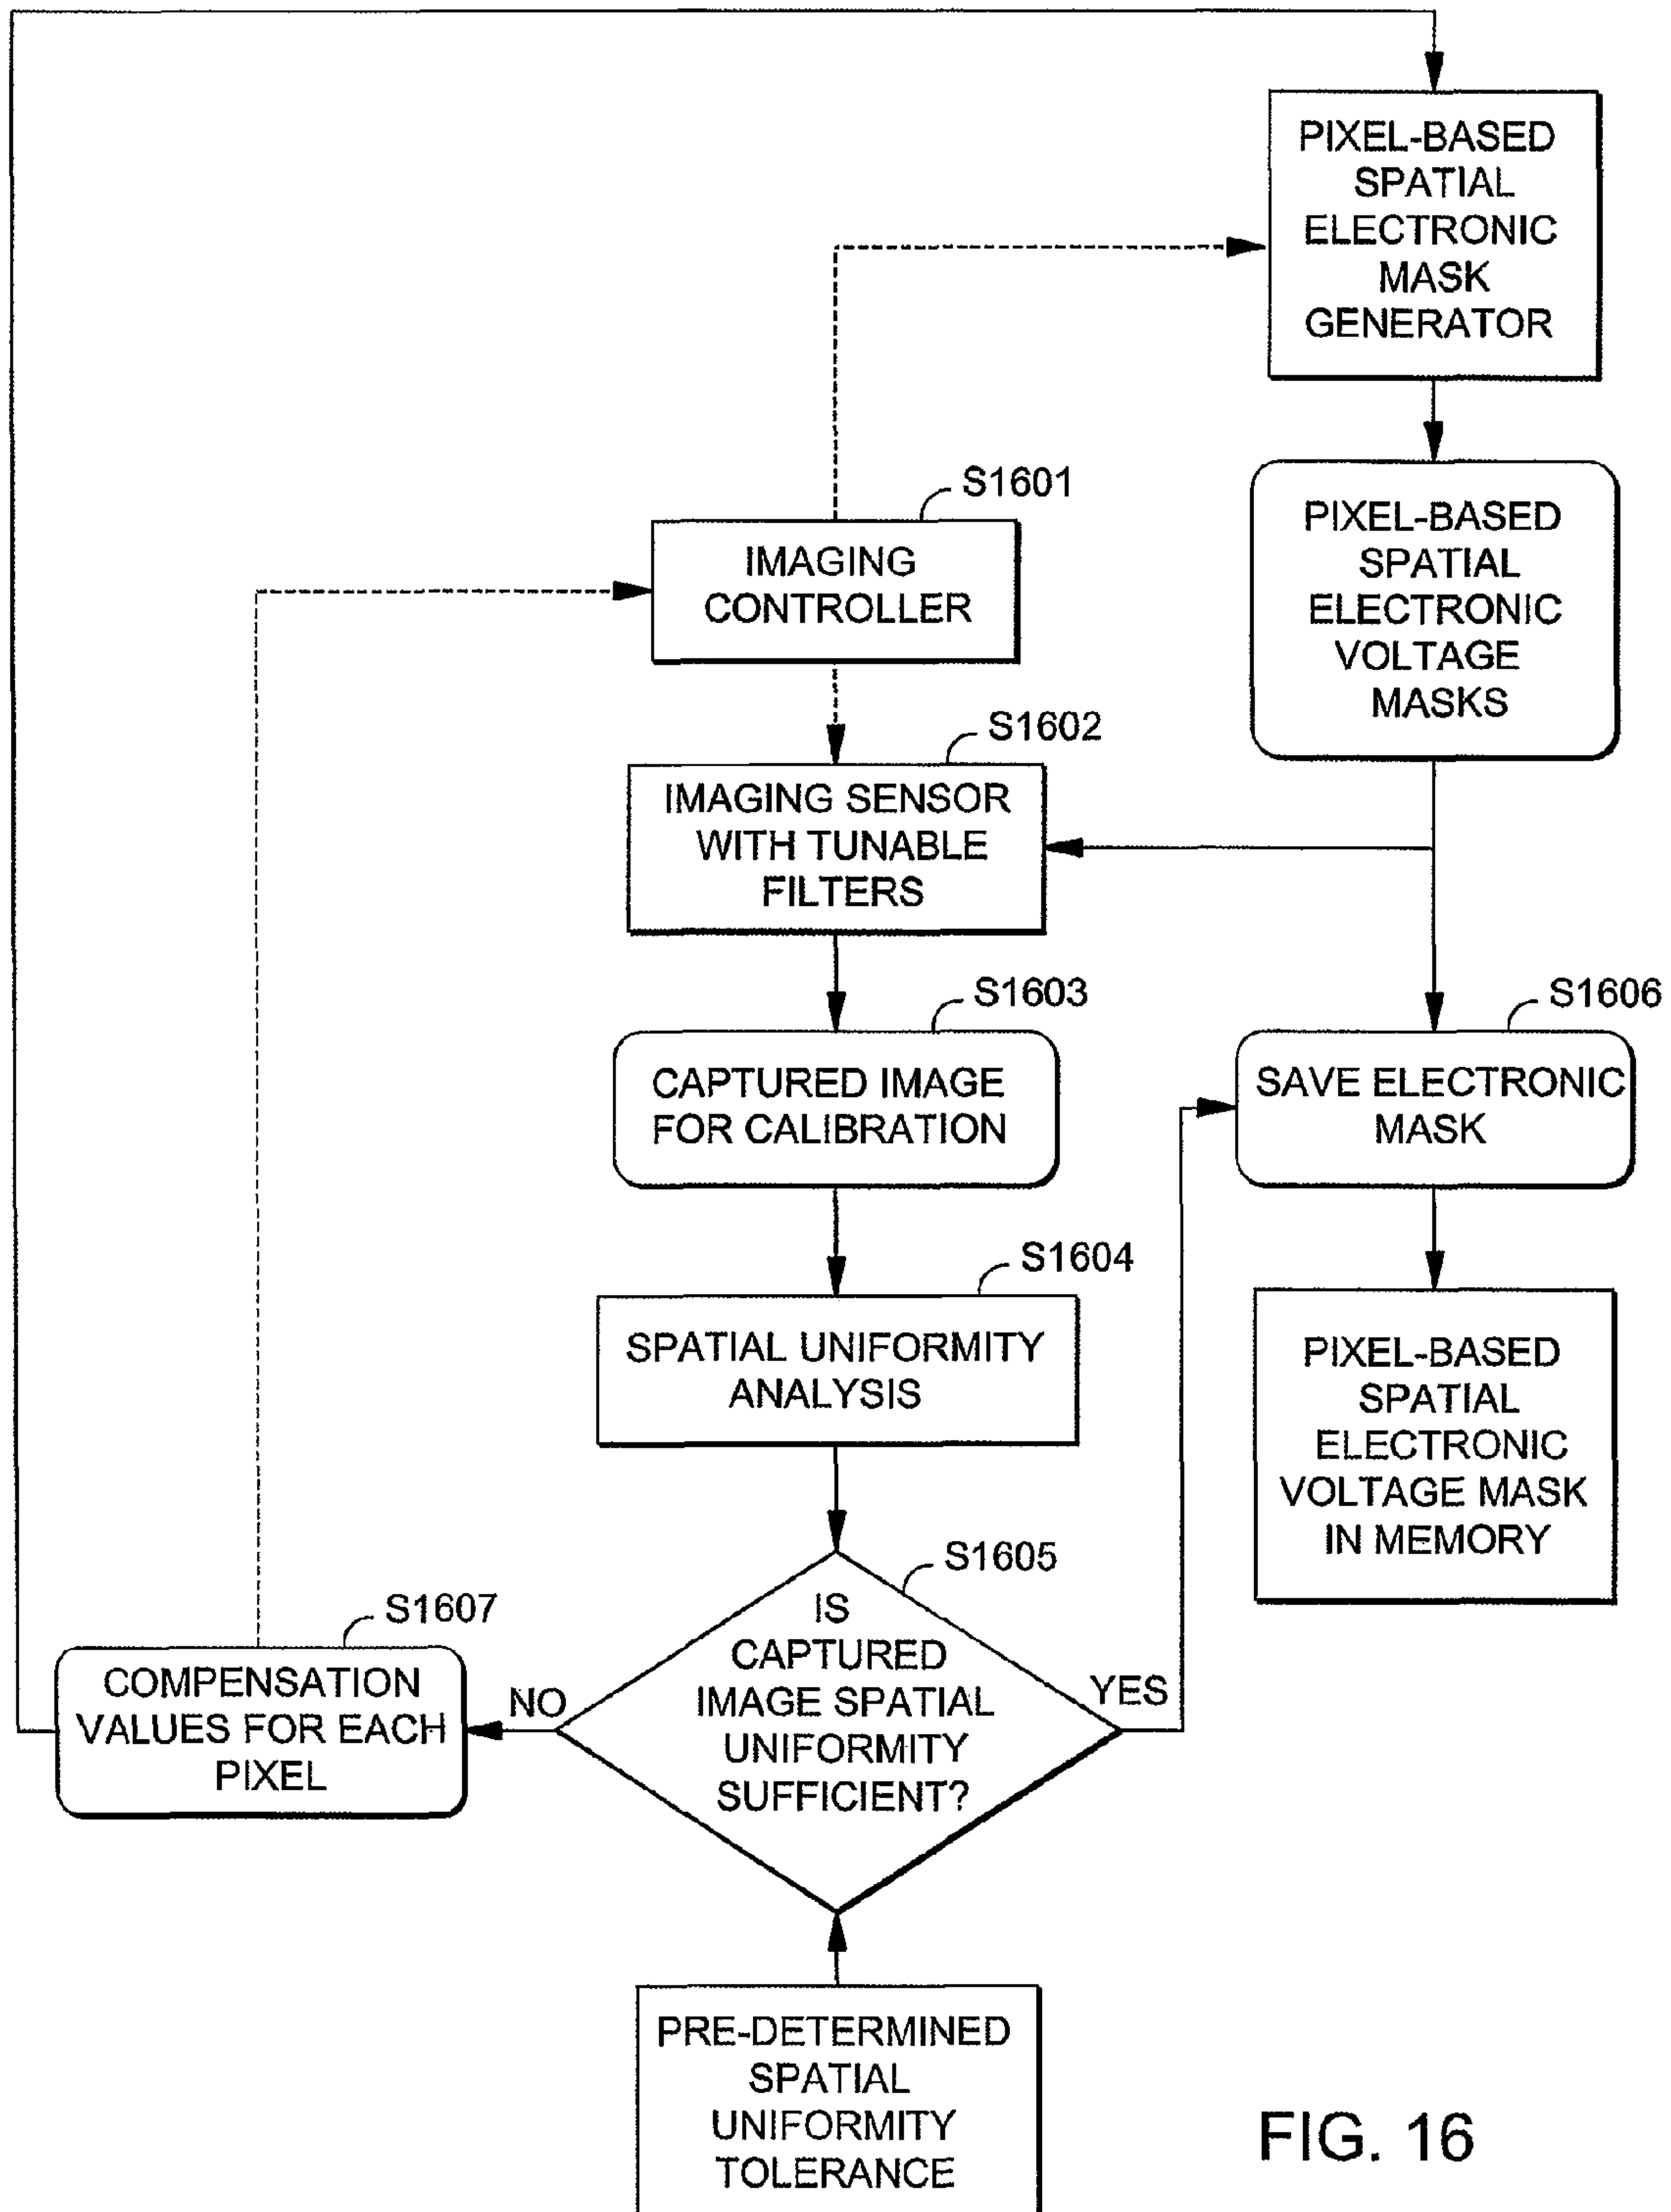 PIXEL-BASED
SPATIAL
ELECTRONIC
MASK
GENERATOR
S1601
IMAGING
CONTROLLER
PIXEL-BASED
SPATIAL
ELECTRONIC
VOLTAGE
MASKS
S1602
IMAGING SENSOR
WITH TUNABLE
FILTERS
S1603
CAPTURED IMAGE
FOR CALIBRATION
S1606
SAVE ELECTRONIC
MASK
S1604
SPATIAL UNIFORMITY
ANALYSIS
PIXEL-BASED
SPATIAL
ELECTRONIC
VOLTAGE MASK
IN MEMORY
S1605
IS
CAPTURED
IMAGE SPATIAL
UNIFORMITY
SUFFICIENT?
YES
NO
S1607
COMPENSATION
VALUES FOR EACH
PIXEL
PRE-DETERMINED
SPATIAL
UNIFORMITY
TOLERANCE
FIG. 16